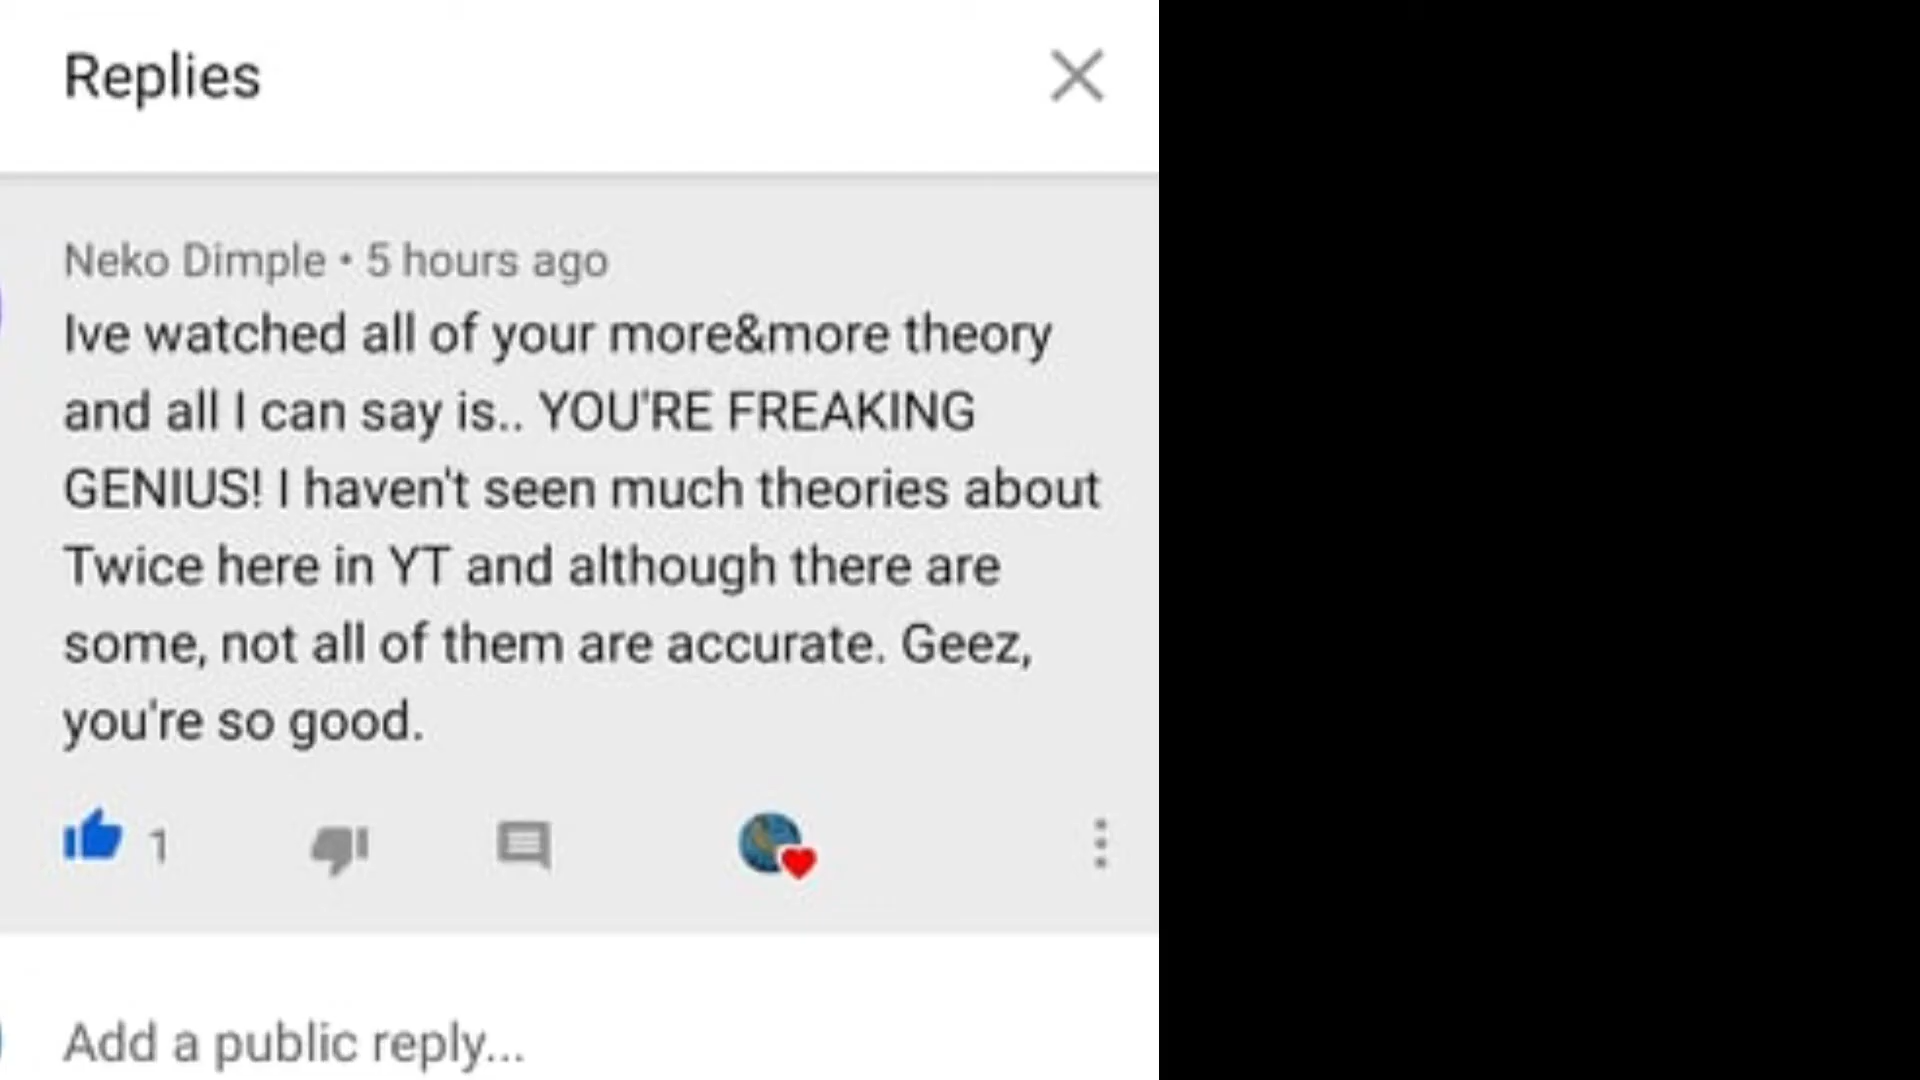 Replies
Neko Dimple • 5 hours ago
Ive watched all of your more&more theory
and all I can say is.. YOU'RE FREAKING
GENIUS! I haven't seen much theories about
Twice here in YT and although there are
some, not all of them are accurate. Geez,
you're so good.
1
Add a public reply...